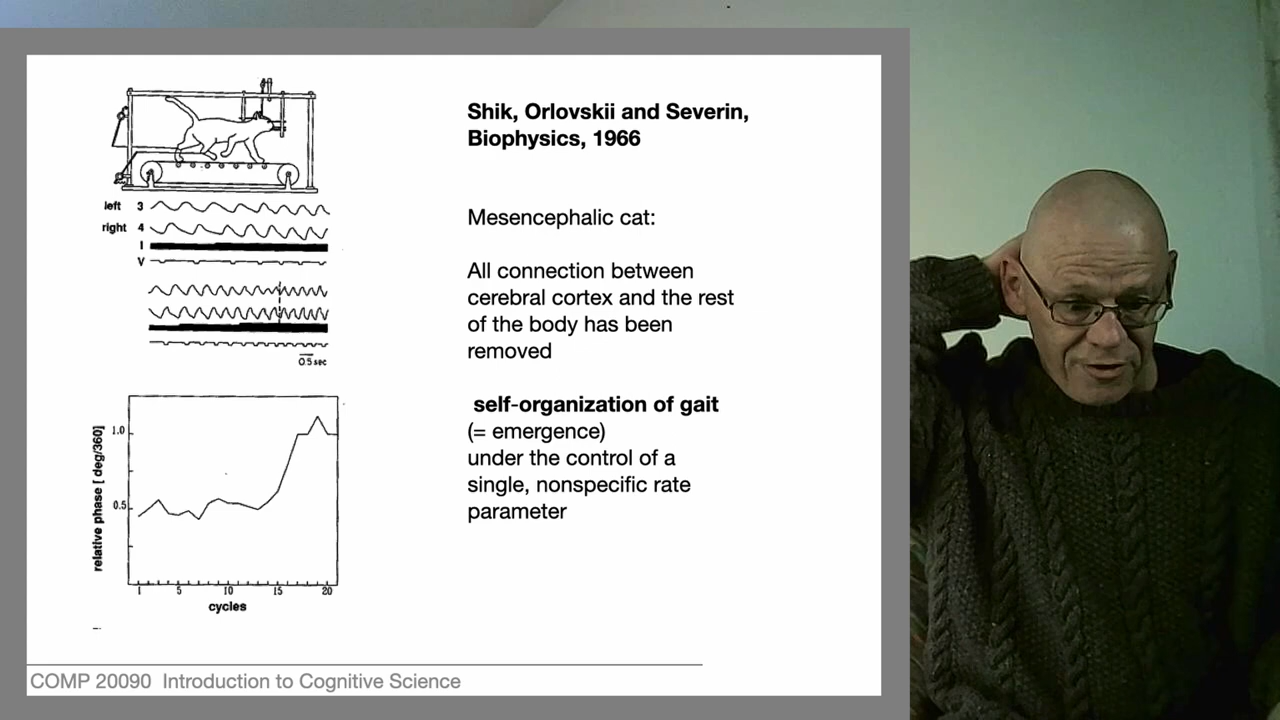 Shik, Orlovskii and Severin,
Biophysics, 1966
Mesencephalic cat:
All connection between
cerebral cortex and the rest
of the body has been
removed
self-organization of gait
(= emergence)
under the control of a
single, nonspecific rate
parameter
left 3
right 4
I
V
0.5 sec
relative phase [ deg/360]
1.0
0.5
1 5 10 15 20
cycles
COMP 20090 Introduction to Cognitive Science